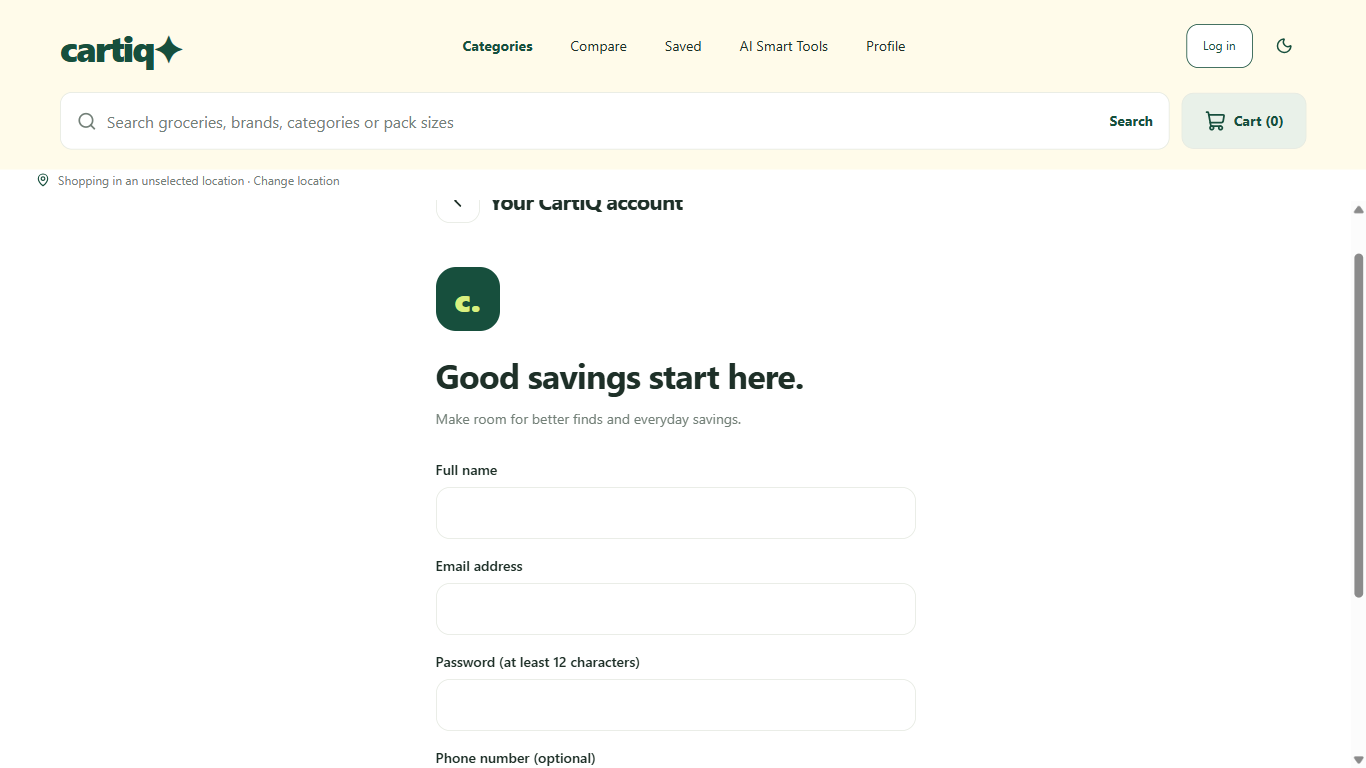 cartiq
Categories
Compare
Saved
AI Smart Tools
Profile
Log in
Search groceries, brands, categories or pack sizes
Search
Cart (0)
Shopping in an unselected location · Change location
Your CartIQ account
c.
Good savings start here.
Make room for better finds and everyday savings.
Full name
Email address
Password (at least 12 characters)
Phone number (optional)